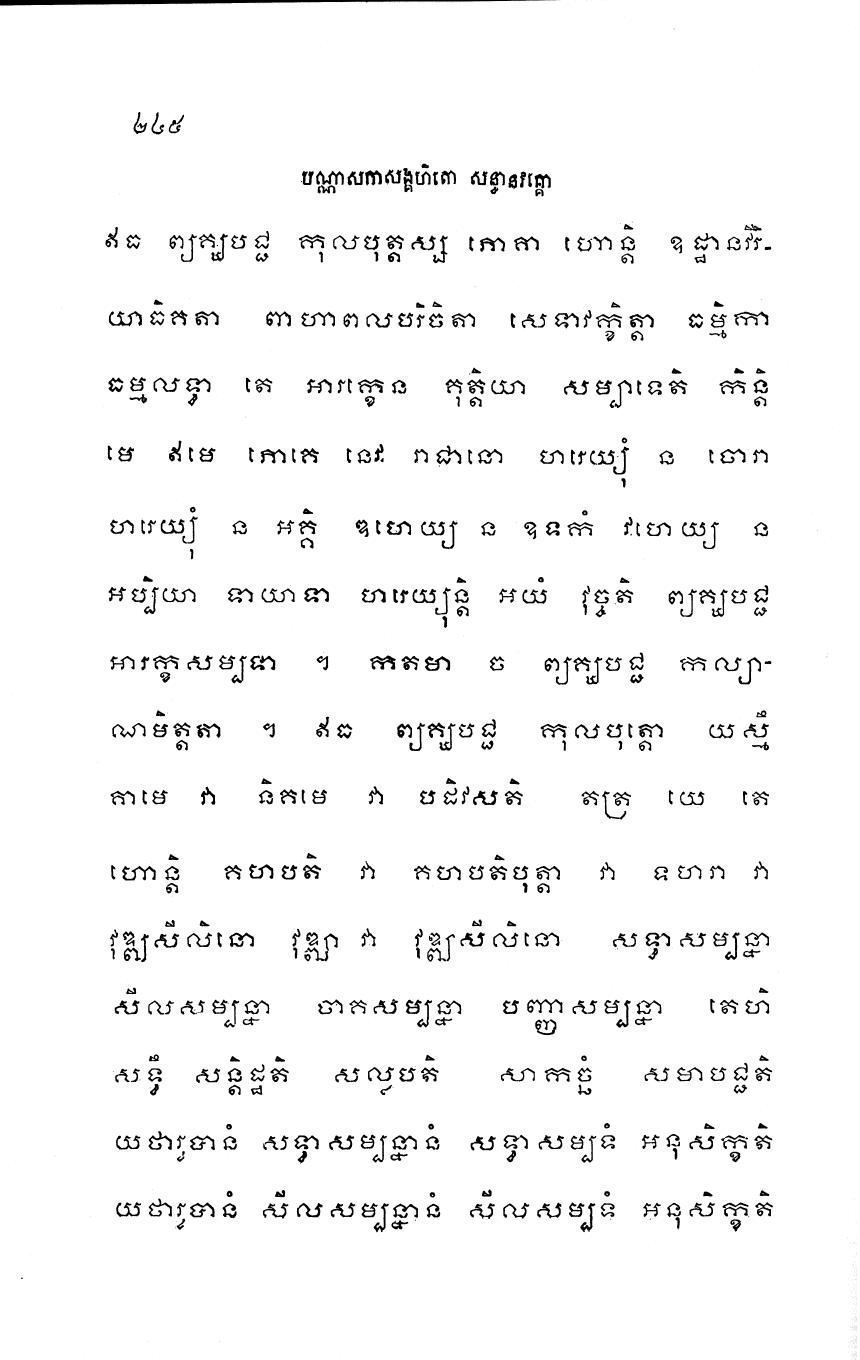 ២៤៥
បណ្ណាសកាសង្គហិតោ សន្ធានវគ្គោ
ឥធ ព្យគ្ឃបជ្ជ កុលបុត្តស្ស ភោគា ហោន្តិ ឧដ្ឋានវីរិ-
យាធិគតា ពាហាពលបរិចិតា សេទាវក្ខិត្តា ធម្មិកា
ធម្មលទ្ធា តេ អារក្ខេន គុត្តិយា សម្បាទេតិ កិន្តិ
មេ ឥមេ ភោគេ នេវ រាជានោ ហរេយ្យុំ ន ចោរា
ហរេយ្យុំ ន អគ្គិ ឌហេយ្យ ន ឧទកំ វហេយ្យ ន
អប្បិយា ទាយាទា ហរេយ្យុន្តិ អយំ វុច្ចតិ ព្យគ្ឃបជ្ជ
អារក្ខសម្បទា ។ កាតមា ច ព្យគ្ឃបជ្ជ កល្យា-
ណមិត្តតា ។ ឥធ ព្យគ្ឃបជ្ជ កុលបុត្តោ យស្មឹ
គាមេ វា និគមេ វា បដិវសតិ តត្រ យេ តេ
ហោន្តិ គហបតិ វា គហបតិបុត្តា វា ទហរា វា
វុឌ្ឍសីលិនោ វុឌ្ឍា វា វុឌ្ឍសីលិនោ សទ្ធាសម្បន្នា
សីលសម្បន្នា ចាគសម្បន្នា បញ្ញាសម្បន្នា តេហិ
សទ្ធឹ សន្តិដ្ឋតិ សល្លបតិ សាកច្ឆំ សមាបជ្ជតិ
យថារូបានំ សទ្ធាសម្បន្នានំ សទ្ធាសម្បទំ អនុសិក្ខតិ
យថារូបានំ សីលសម្បន្នានំ សីលសម្បទំ អនុសិក្ខតិ